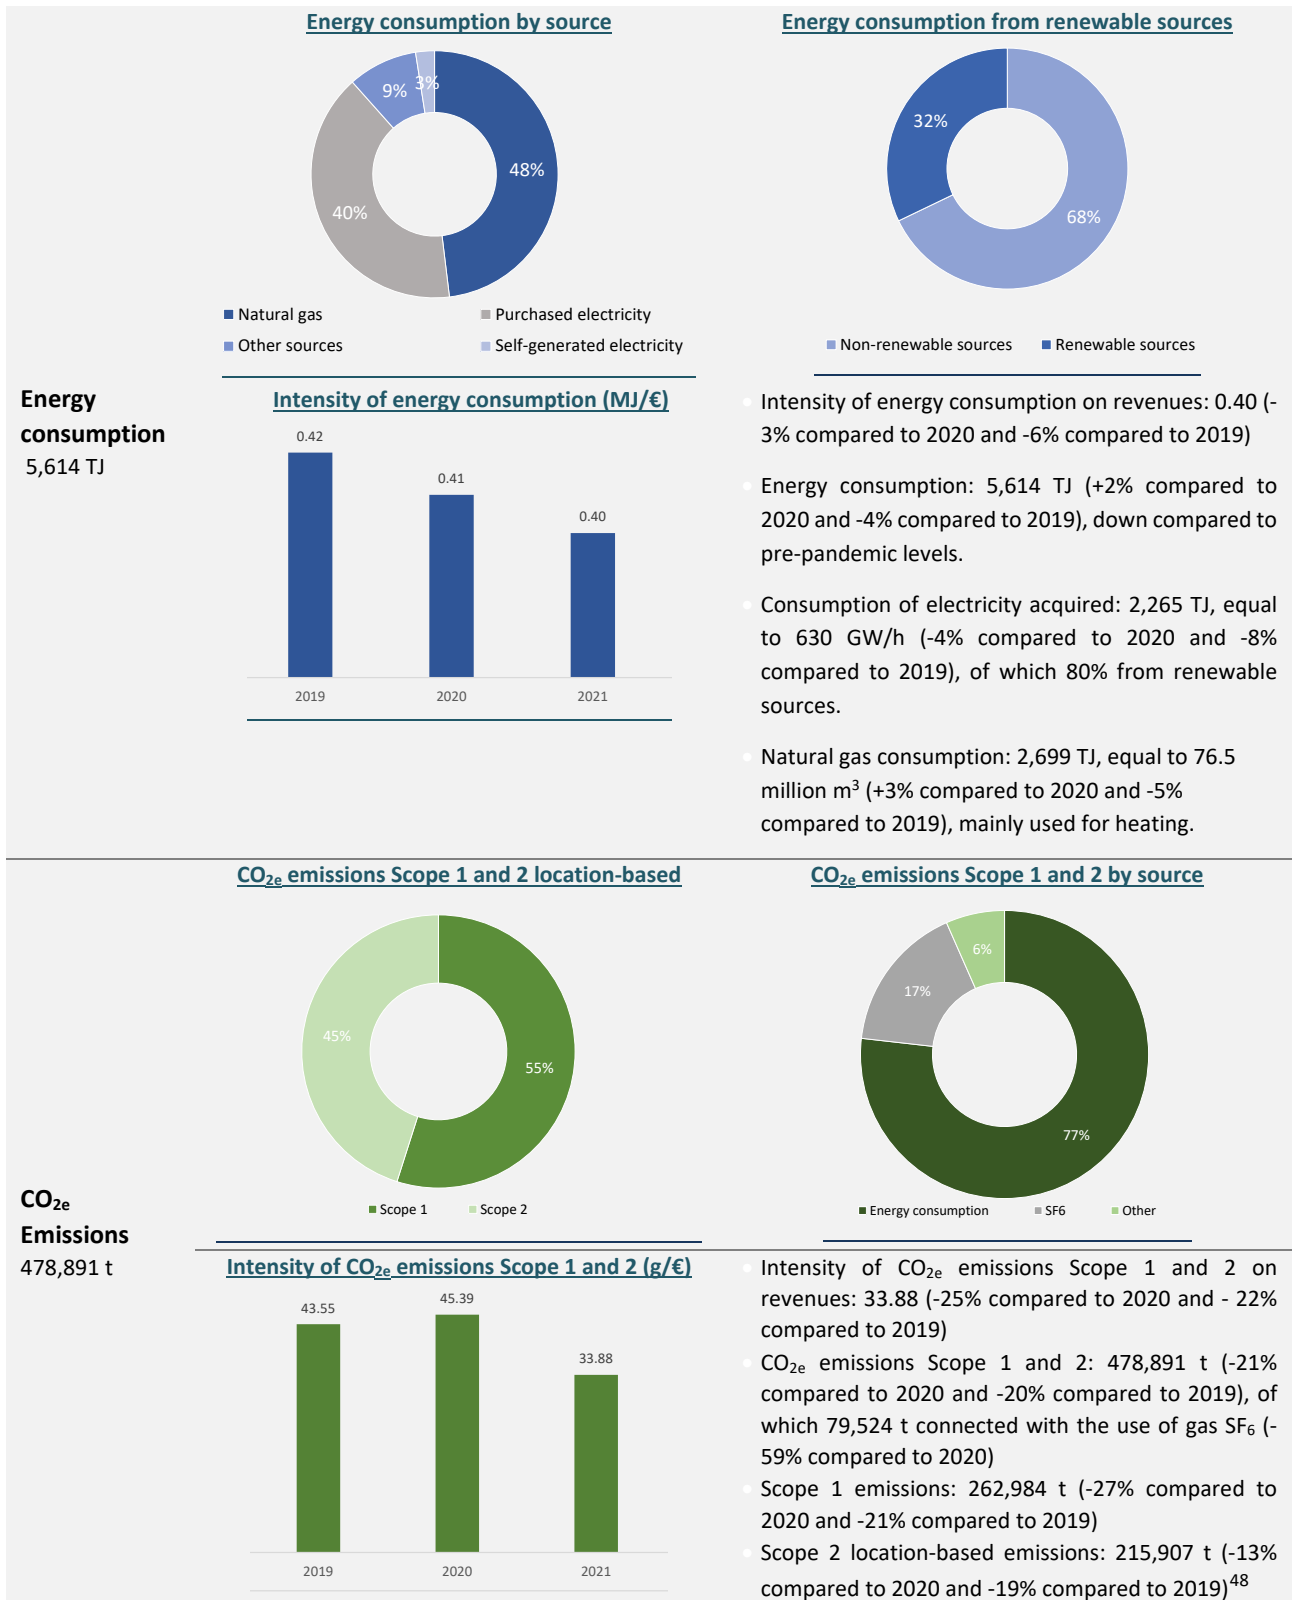 Energy consumption by source
3%
9%
48%
40%
Natural gas
Purchased electricity
Other sources
Self-generated electricity
Energy consumption from renewable sources
32%
68%
Non-renewable sources
Renewable sources
Energy
consumption
5,614 TJ
Intensity of energy consumption (MJ/€)
0.42
0.41
0.40
2019
2020
2021
Intensity of energy consumption on revenues: 0.40 (-
3% compared to 2020 and -6% compared to 2019)
Energy consumption: 5,614 TJ (+2% compared to
2020 and -4% compared to 2019), down compared to
pre-pandemic levels.
Consumption of electricity acquired: 2,265 TJ, equal
to 630 GW/h (-4% compared to 2020 and -8%
compared to 2019), of which 80% from renewable
sources.
Natural gas consumption: 2,699 TJ, equal to 76.5
million m³ (+3% compared to 2020 and -5%
compared to 2019), mainly used for heating.
CO2e emissions Scope 1 and 2 location-based
45%
55%
Scope 1
Scope 2
CO2e emissions Scope 1 and 2 by source
6%
17%
77%
Energy consumption
SF6
Other
CO2e
Emissions
478,891 t
Intensity of CO2e emissions Scope 1 and 2 (g/€)
43.55
45.39
33.88
2019
2020
2021
Intensity of CO2e emissions Scope 1 and 2 on
revenues: 33.88 (-25% compared to 2020 and - 22%
compared to 2019)
CO2e emissions Scope 1 and 2: 478,891 t (-21%
compared to 2020 and -20% compared to 2019), of
which 79,524 t connected with the use of gas SF6 (-
59% compared to 2020)
Scope 1 emissions: 262,984 t (-27% compared to
2020 and -21% compared to 2019)
Scope 2 location-based emissions: 215,907 t (-13%
compared to 2020 and -19% compared to 2019)48